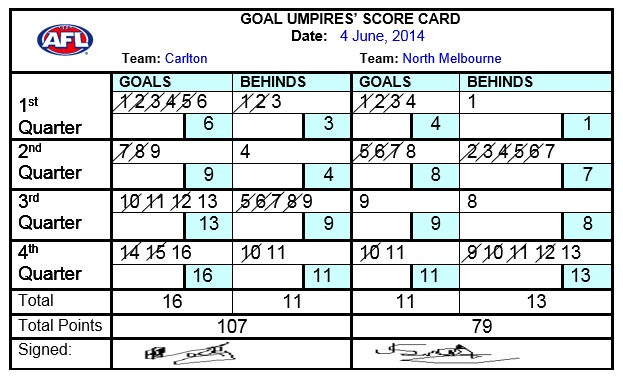 GOAL UMPIRES' SCORE CARD
AFL
Date: 4 June, 2014
Team: Carlton Team: North Melbourne
GOALS BEHINDS GOALS BEHINDS
1st Quarter
1 2 3 4 5 6 1 2 3 1 2 3 4 1
6 3 4 1
2nd Quarter
7 8 9 4 5 6 7 8 2 3 4 5 6 7
9 4 8 7
3rd Quarter
10 11 12 13 5 6 7 8 9 9 8
13 9 9 8
4th Quarter
14 15 16 10 11 10 11 9 10 11 12 13
16 11 11 13
Total 16 11 11 13
Total Points 107 79
Signed: